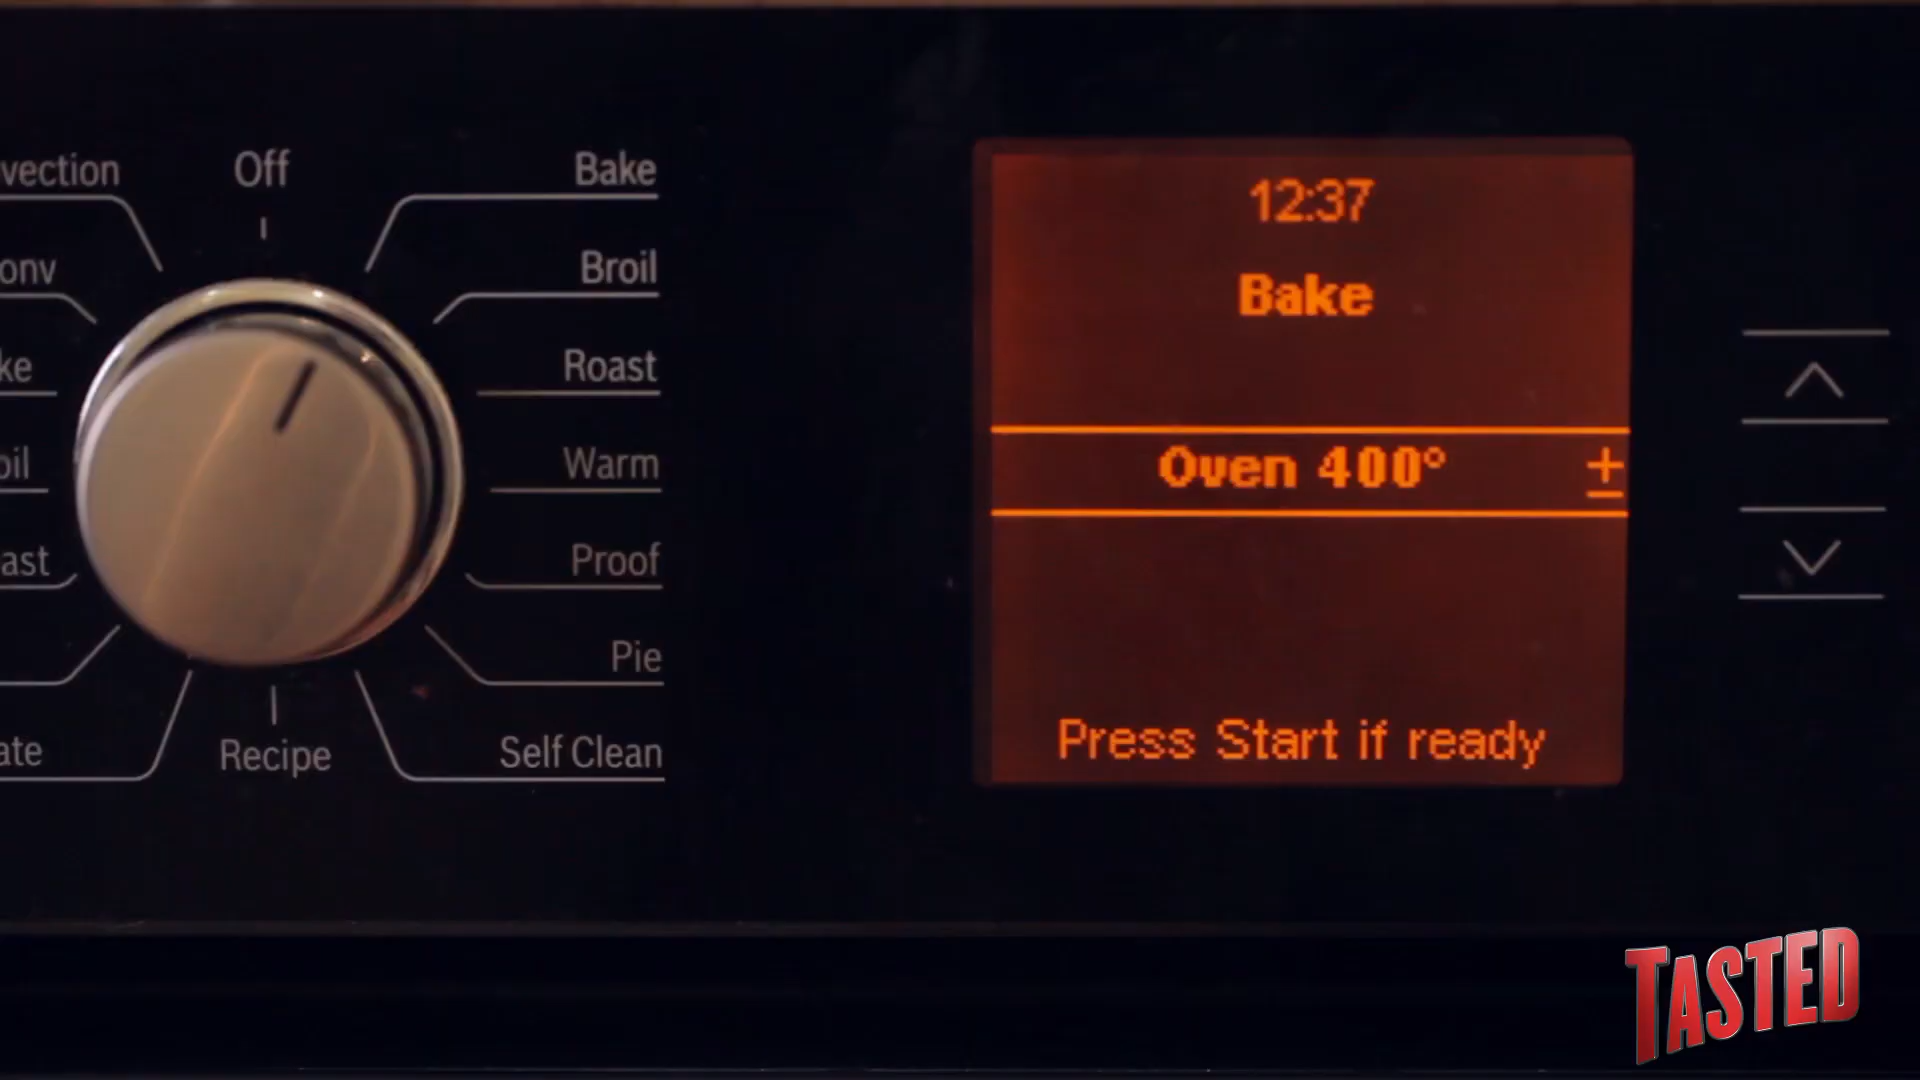 vection
Off
Bake
onv
Broil
ke
Roast
oil
Warm
ast
Proof
Pie
ate
Recipe
Self Clean
12:37
Bake
Oven 400° ±
Press Start if ready
TASTED